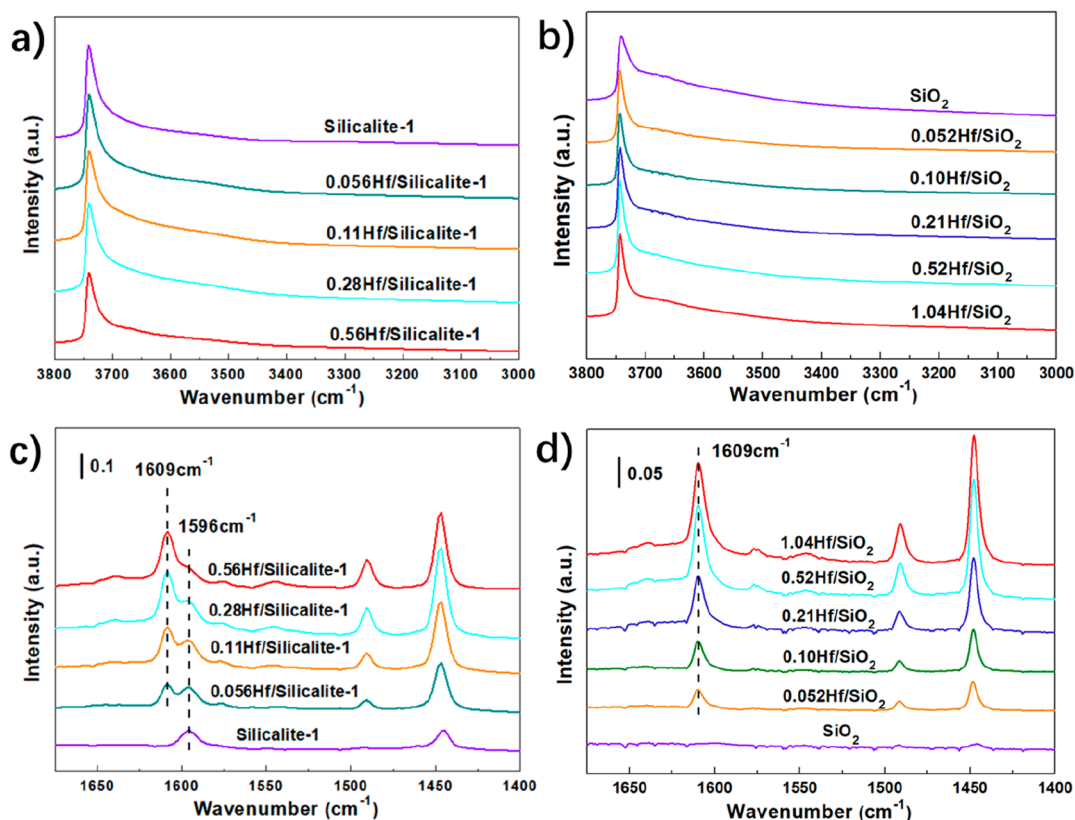 a)
Intensity (a.u.)
Silicalite-1
0.056Hf/Silicalite-1
0.11Hf/Silicalite-1
0.28Hf/Silicalite-1
0.56Hf/Silicalite-1
3800 3700 3600 3500 3400 3300 3200 3100 3000
Wavenumber (cm⁻¹)
b)
Intensity (a.u.)
SiO₂
0.052Hf/SiO₂
0.10Hf/SiO₂
0.21Hf/SiO₂
0.52Hf/SiO₂
1.04Hf/SiO₂
3800 3700 3600 3500 3400 3300 3200 3100 3000
Wavenumber (cm⁻¹)
c)
0.1
1609cm⁻¹
1596cm⁻¹
Intensity (a.u.)
0.56Hf/Silicalite-1
0.28Hf/Silicalite-1
0.11Hf/Silicalite-1
0.056Hf/Silicalite-1
Silicalite-1
1650 1600 1550 1500 1450 1400
Wavenumber (cm⁻¹)
d)
0.05
1609cm⁻¹
Intensity (a.u.)
1.04Hf/SiO₂
0.52Hf/SiO₂
0.21Hf/SiO₂
0.10Hf/SiO₂
0.052Hf/SiO₂
SiO₂
1650 1600 1550 1500 1450 1400
Wavenumber (cm⁻¹)